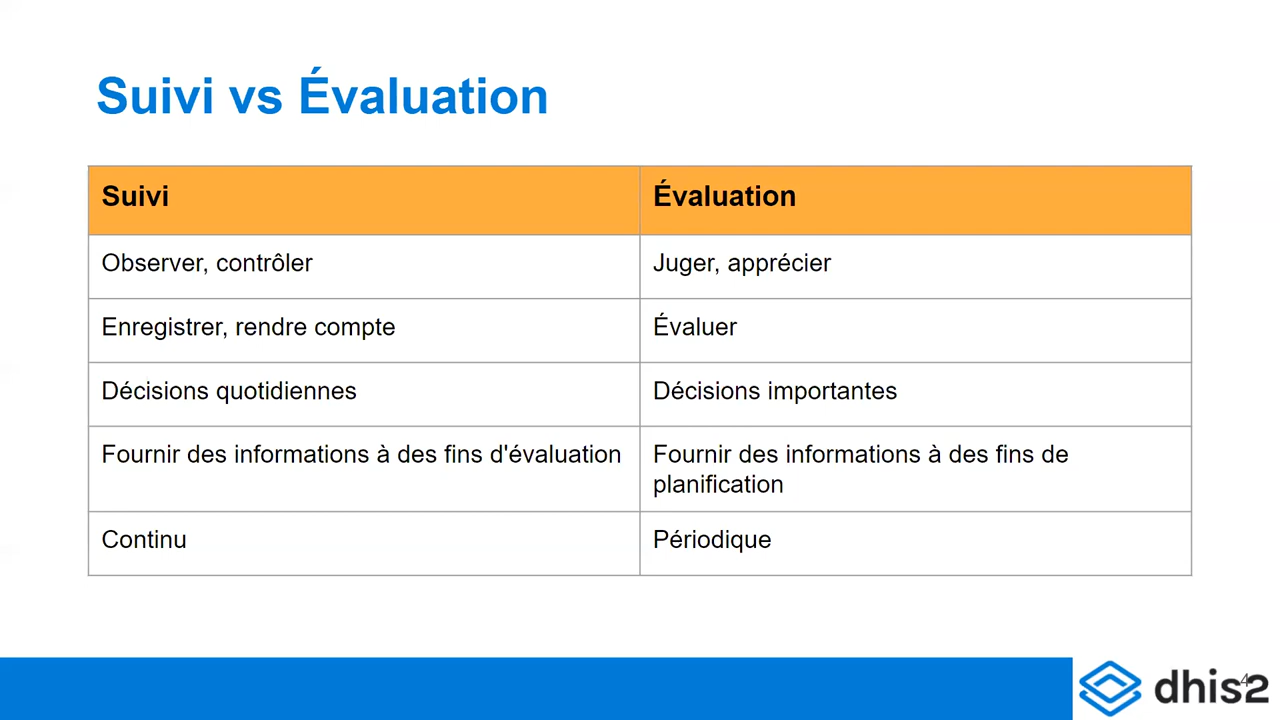 Suivi vs Évaluation
Suivi
Évaluation
Observer, contrôler
Juger, apprécier
Enregistrer, rendre compte
Évaluer
Décisions quotidiennes
Décisions importantes
Fournir des informations à des fins d'évaluation
Fournir des informations à des fins de
planification
Continu
Périodique
dhis2
4